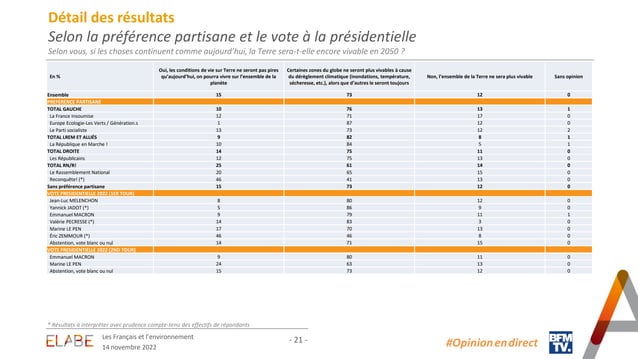 Détail des résultats
Selon la préférence partisane et le vote à la présidentielle
Selon vous, si les choses continuent comme aujourd'hui, la Terre sera-t-elle encore vivable en 2050 ?
En % Oui, les conditions de vie sur Terre ne seront pas pires qu'aujourd'hui, on pourra vivre sur l'ensemble de la planète Certaines zones du globe ne seront plus vivables à cause du dérèglement climatique (inondations, température, sécheresse, etc.), alors que d'autres le seront toujours Non, l'ensemble de la Terre ne sera plus vivable Sans opinion
Ensemble 15 73 12 0
PREFERENCE PARTISANE
TOTAL GAUCHE 10 76 13 1
La France Insoumise 12 71 17 0
Europe Ecologie-Les Verts / Génération.s 1 87 12 0
Le Parti socialiste 13 73 12 2
TOTAL LREM ET ALLIÉS 9 82 8 1
La République en Marche ! 10 84 5 1
TOTAL DROITE 14 75 11 0
Les Républicains 12 75 13 0
TOTAL RN/R! 25 61 14 0
Le Rassemblement National 20 65 15 0
Reconquête! (*) 46 41 13 0
Sans préférence partisane 15 73 12 0
VOTE PRESIDENTIELLE 2022 (1ER TOUR)
Jean-Luc MELENCHON 8 80 12 0
Yannick JADOT (*) 5 86 9 0
Emmanuel MACRON 9 79 11 1
Valérie PECRESSE (*) 14 83 3 0
Marine LE PEN 17 70 13 0
Éric ZEMMOUR (*) 46 46 8 0
Abstention, vote blanc ou nul 14 71 15 0
VOTE PRESIDENTIELLE 2022 (2ND TOUR)
Emmanuel MACRON 9 80 11 0
Marine LE PEN 24 63 13 0
Abstention, vote blanc ou nul 15 73 12 0
* Résultats à interpréter avec prudence compte-tenu des effectifs de répondants
ELABE
Les Français et l'environnement
14 novembre 2022
- 21 -
#Opinion en direct
BFM
TV.